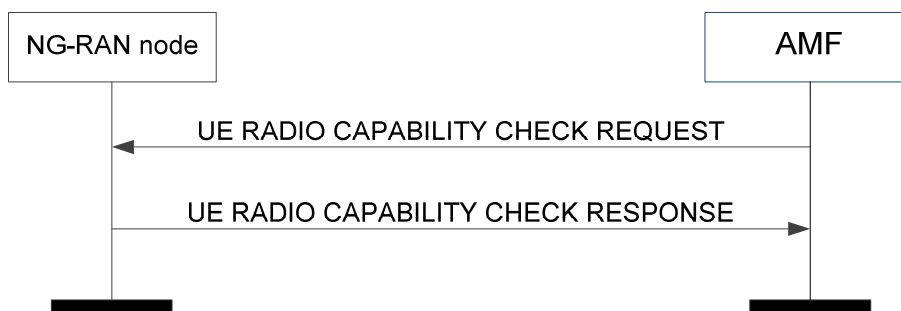 NG-RAN node
AMF
UE RADIO CAPABILITY CHECK REQUEST
UE RADIO CAPABILITY CHECK RESPONSE